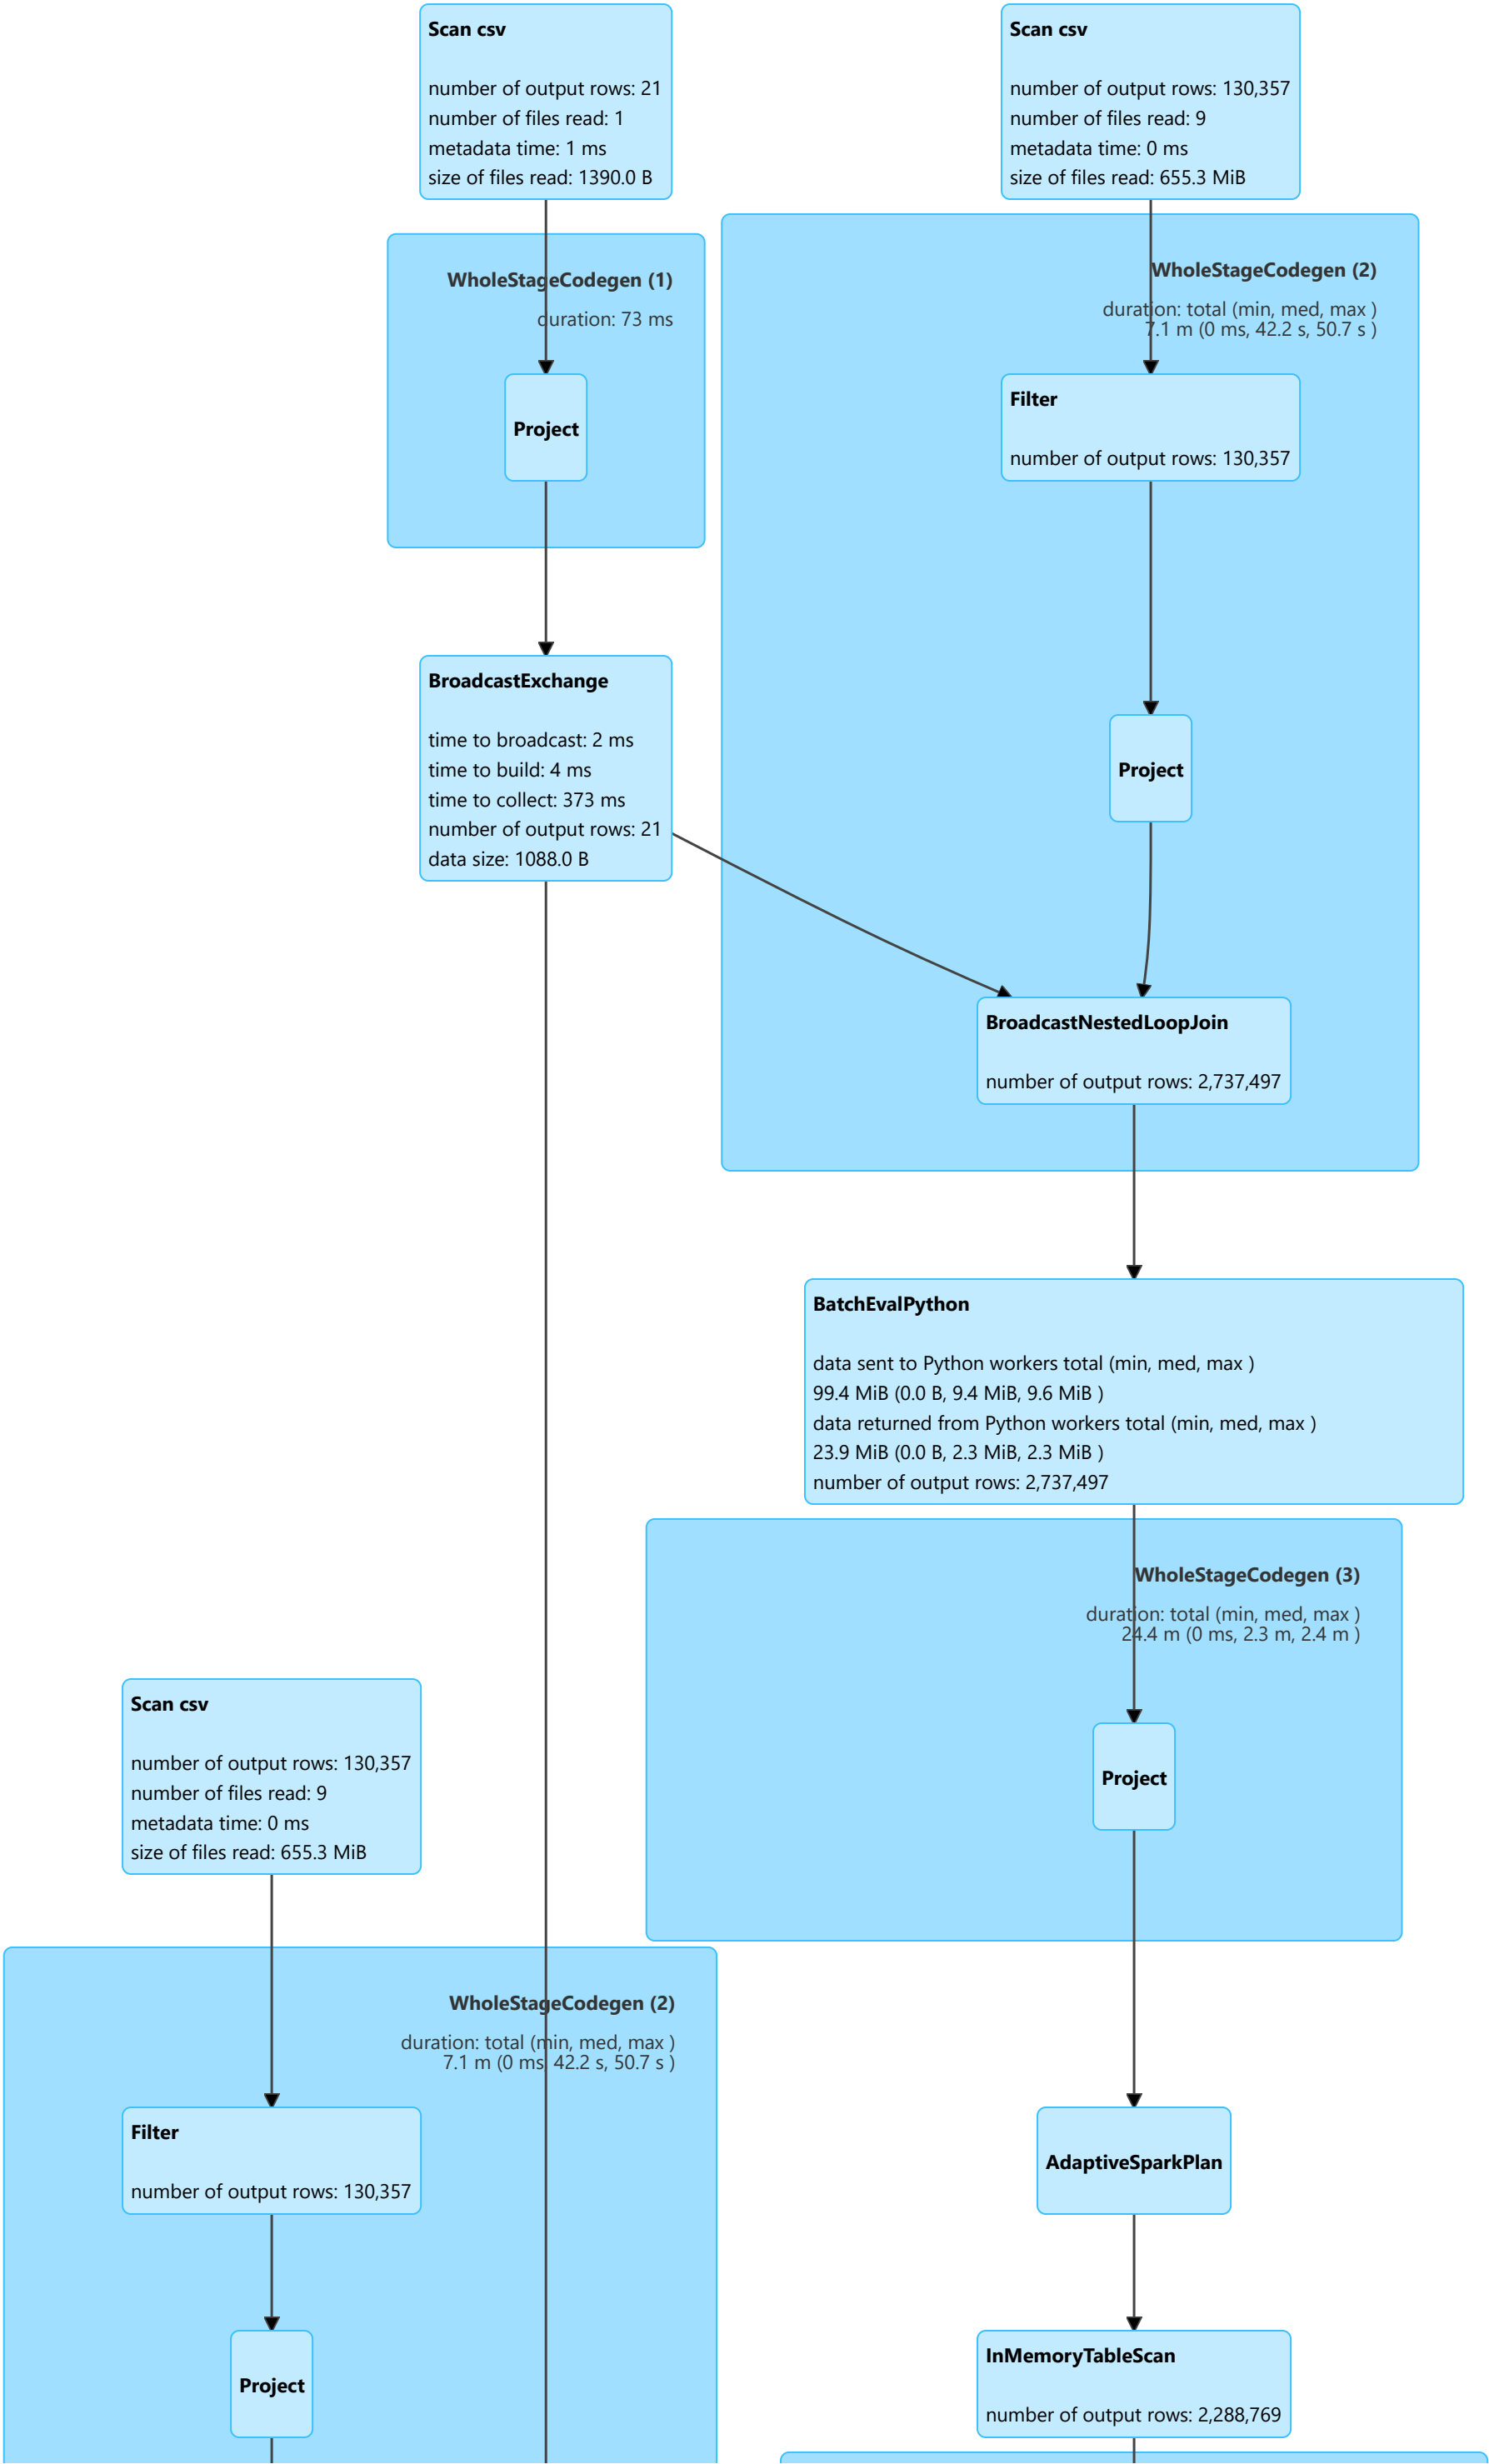 Scan csv
number of output rows: 21
number of files read: 1
metadata time: 1 ms
size of files read: 1390.0 B
Scan csv
number of output rows: 130,357
number of files read: 9
metadata time: 0 ms
size of files read: 655.3 MiB
WholeStageCodegen (1)
duration: 73 ms
Project
WholeStageCodegen (2)
duration: total (min, med, max )
7.1 m (0 ms, 42.2 s, 50.7 s )
Filter
number of output rows: 130,357
BroadcastExchange
time to broadcast: 2 ms
time to build: 4 ms
time to collect: 373 ms
number of output rows: 21
data size: 1088.0 B
Project
BroadcastNestedLoopJoin
number of output rows: 2,737,497
BatchEvalPython
data sent to Python workers total (min, med, max )
99.4 MiB (0.0 B, 9.4 MiB, 9.6 MiB )
data returned from Python workers total (min, med, max )
23.9 MiB (0.0 B, 2.3 MiB, 2.3 MiB )
number of output rows: 2,737,497
WholeStageCodegen (3)
duration: total (min, med, max )
24.4 m (0 ms, 2.3 m, 2.4 m )
Project
Scan csv
number of output rows: 130,357
number of files read: 9
metadata time: 0 ms
size of files read: 655.3 MiB
WholeStageCodegen (2)
duration: total (min, med, max )
7.1 m (0 ms, 42.2 s, 50.7 s )
Filter
number of output rows: 130,357
AdaptiveSparkPlan
Project
InMemoryTableScan
number of output rows: 2,288,769